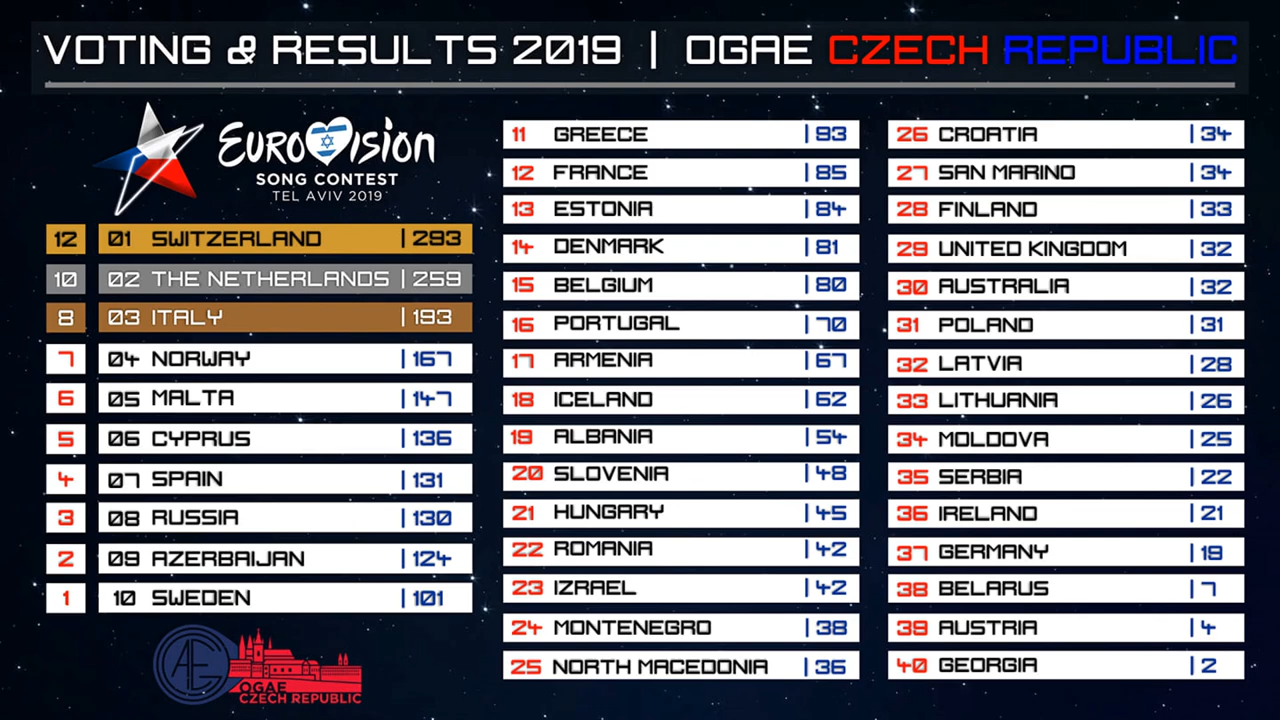 VOTING & RESULTS 2019 | OGAE CZECH REPUBLIC
EUROVISION
SONG CONTEST
TEL AVIV 2019
12 01 SWITZERLAND | 293
10 02 THE NETHERLANDS | 259
8 03 ITALY | 193
7 04 NORWAY | 167
6 05 MALTA | 147
5 06 CYPRUS | 136
4 07 SPAIN | 131
3 08 RUSSIA | 130
2 09 AZERBAIJAN | 124
1 10 SWEDEN | 101
OGAE
CZECH REPUBLIC
11 GREECE | 93
12 FRANCE | 85
13 ESTONIA | 84
14 DENMARK | 81
15 BELGIUM | 80
16 PORTUGAL | 70
17 ARMENIA | 67
18 ICELAND | 62
19 ALBANIA | 54
20 SLOVENIA | 48
21 HUNGARY | 45
22 ROMANIA | 42
23 IZRAEL | 42
24 MONTENEGRO | 38
25 NORTH MACEDONIA | 36
26 CROATIA | 34
27 SAN MARINO | 34
28 FINLAND | 33
29 UNITED KINGDOM | 32
30 AUSTRALIA | 32
31 POLAND | 31
32 LATVIA | 28
33 LITHUANIA | 26
34 MOLDOVA | 25
35 SERBIA | 22
36 IRELAND | 21
37 GERMANY | 19
38 BELARUS | 7
39 AUSTRIA | 4
40 GEORGIA | 2